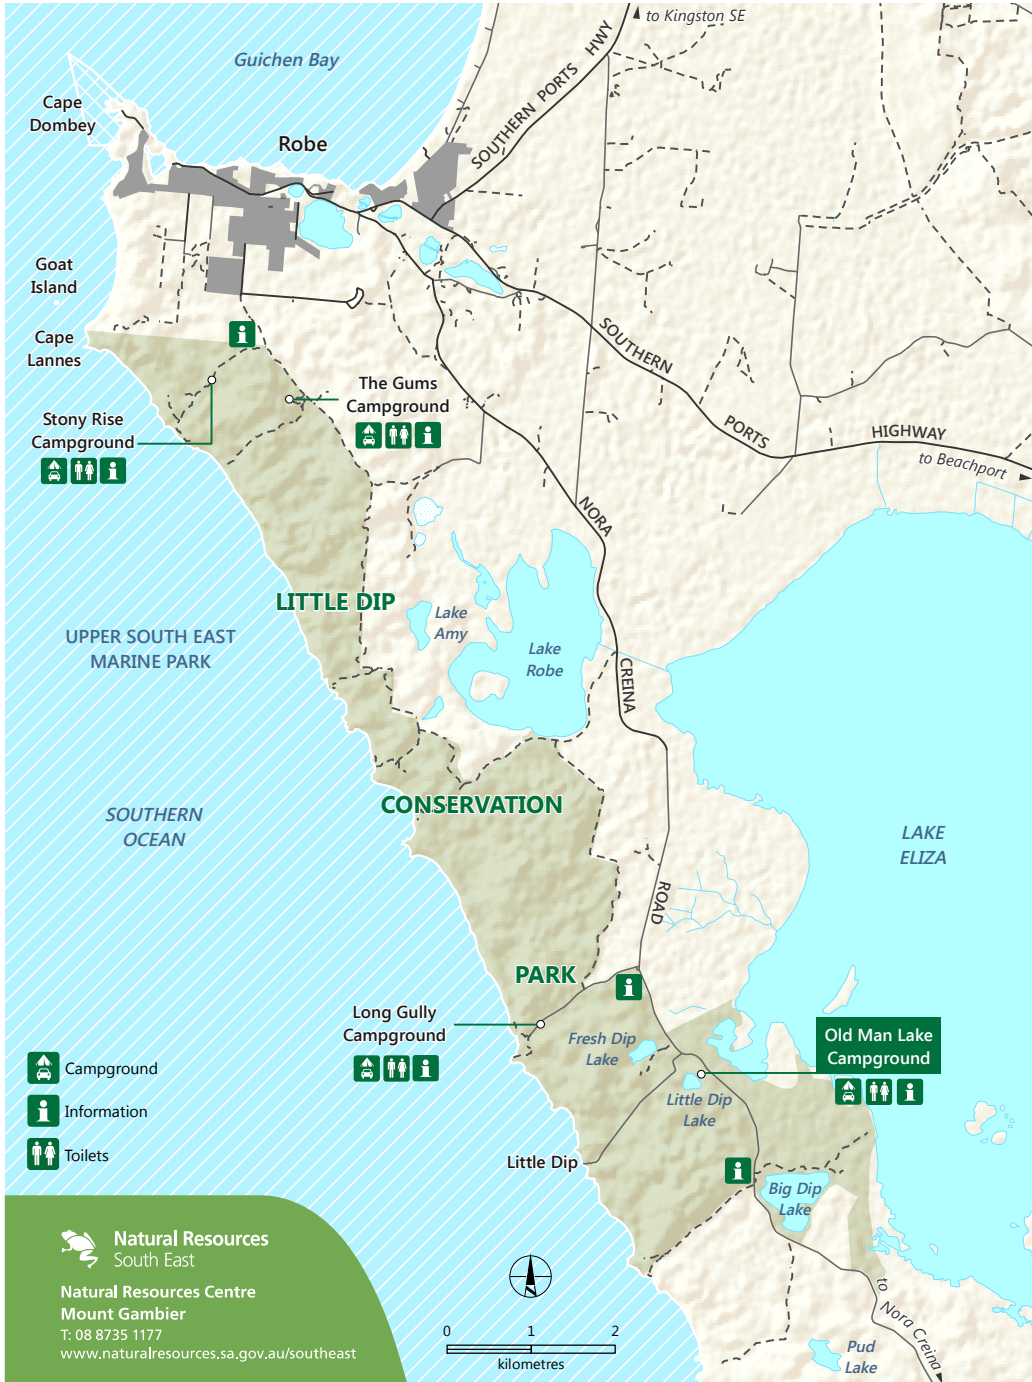 to Kingston SE
Guichen Bay
SOUTHERN PORTS HWY
Cape
Dombey
Robe
Goat
Island
Cape
Lannes
SOUTHERN
PORTS
HIGHWAY
to Beachport
The Gums
Campground
Stony Rise
Campground
NORA
LITTLE DIP
Lake
Amy
UPPER SOUTH EAST
MARINE PARK
Lake
Robe
CREINA
CONSERVATION
SOUTHERN
OCEAN
LAKE
ELIZA
ROAD
PARK
Long Gully
Campground
Fresh Dip
Lake
Old Man Lake
Campground
Little Dip
Lake
Campground
Information
Toilets
Little Dip
Big Dip
Lake
Natural Resources
South East
Natural Resources Centre
Mount Gambier
T: 08 8735 1177
www.naturalresources.sa.gov.au/southeast
0 1 2
kilometres
to Nora Creina
Pud
Lake